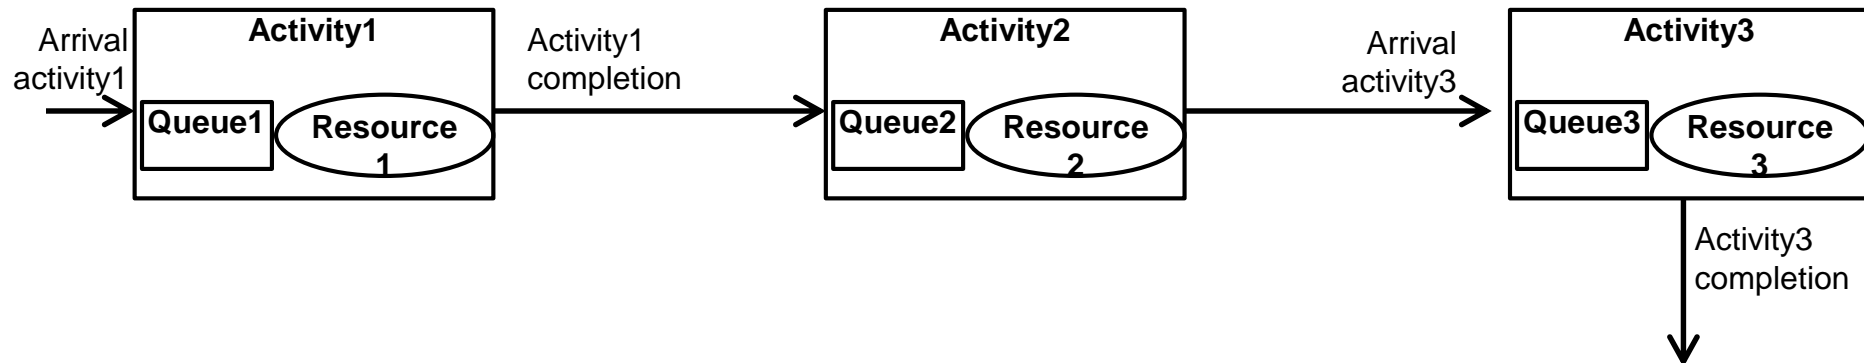 Arrival
activity1
Activity1
Queue1
Resource
1
Activity1
completion
Activity2
Queue2
Resource
2
Arrival
activity3
Activity3
Queue3
Resource
3
Activity3
completion